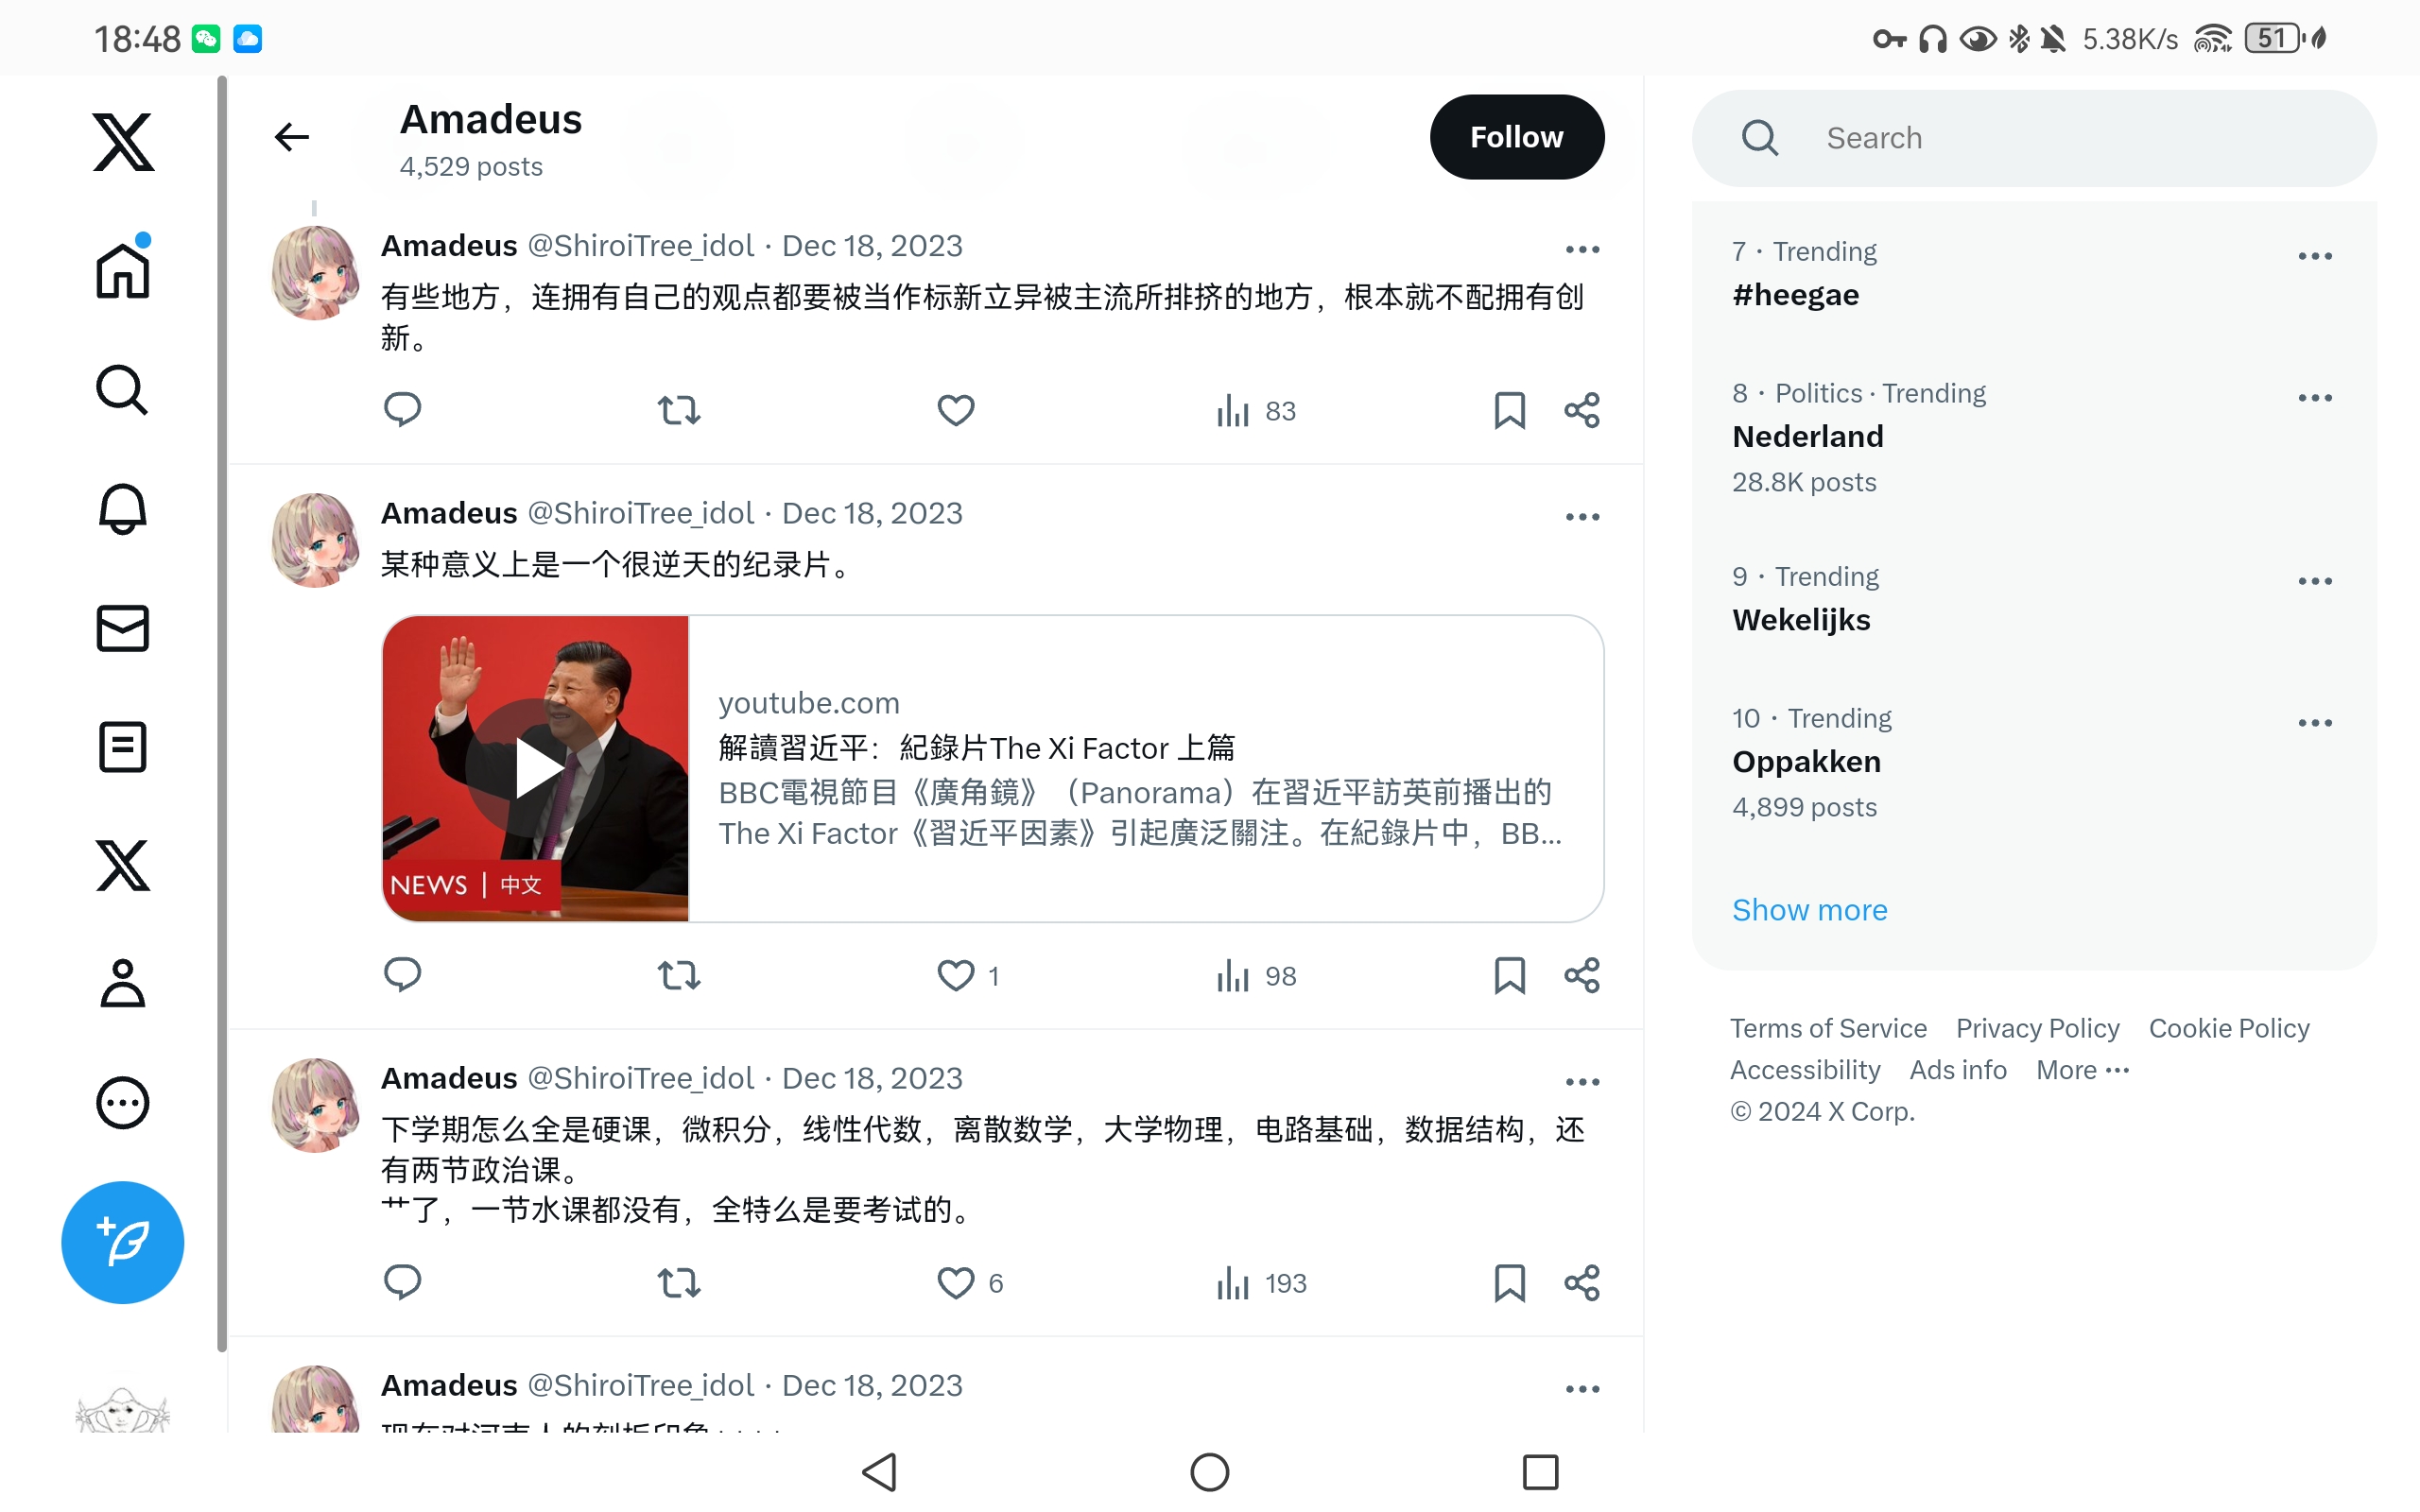 18:48
5.38K/s
51
Amadeus
4,529 posts
Follow
Amadeus @ShiroiTree_idol · Dec 18, 2023
有些地方，连拥有自己的观点都要被当作标新立异被主流所排挤的地方，根本就不配拥有创
新。
83
Amadeus @ShiroiTree_idol · Dec 18, 2023
某种意义上是一个很逆天的纪录片。
NEWS | 中文
youtube.com
解讀習近平：紀錄片The Xi Factor 上篇
BBC電視節目《廣角鏡》（Panorama）在習近平訪英前播出的
The Xi Factor《習近平因素》引起廣泛關注。在紀錄片中，BB...
1
98
Amadeus @ShiroiTree_idol · Dec 18, 2023
下学期怎么全是硬课，微积分，线性代数，离散数学，大学物理，电路基础，数据结构，还
有两节政治课。
艹了，一节水课都没有，全特么是要考试的。
6
193
Amadeus @ShiroiTree_idol · Dec 18, 2023
现在对河南人的刻板印象
Search
7 · Trending
#heegae
8 · Politics · Trending
Nederland
28.8K posts
9 · Trending
Wekelijks
10 · Trending
Oppakken
4,899 posts
Show more
Terms of Service Privacy Policy Cookie Policy
Accessibility Ads info More ···
© 2024 X Corp.